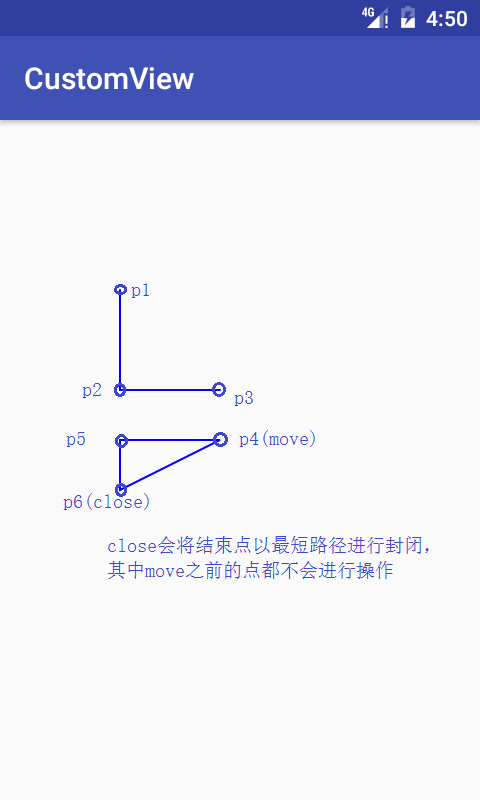 4G 4:50
CustomView
p1
p2
p3
p5 p4(move)
p6(close)
close会将结束点以最短路径进行封闭，
其中move之前的点都不会进行操作